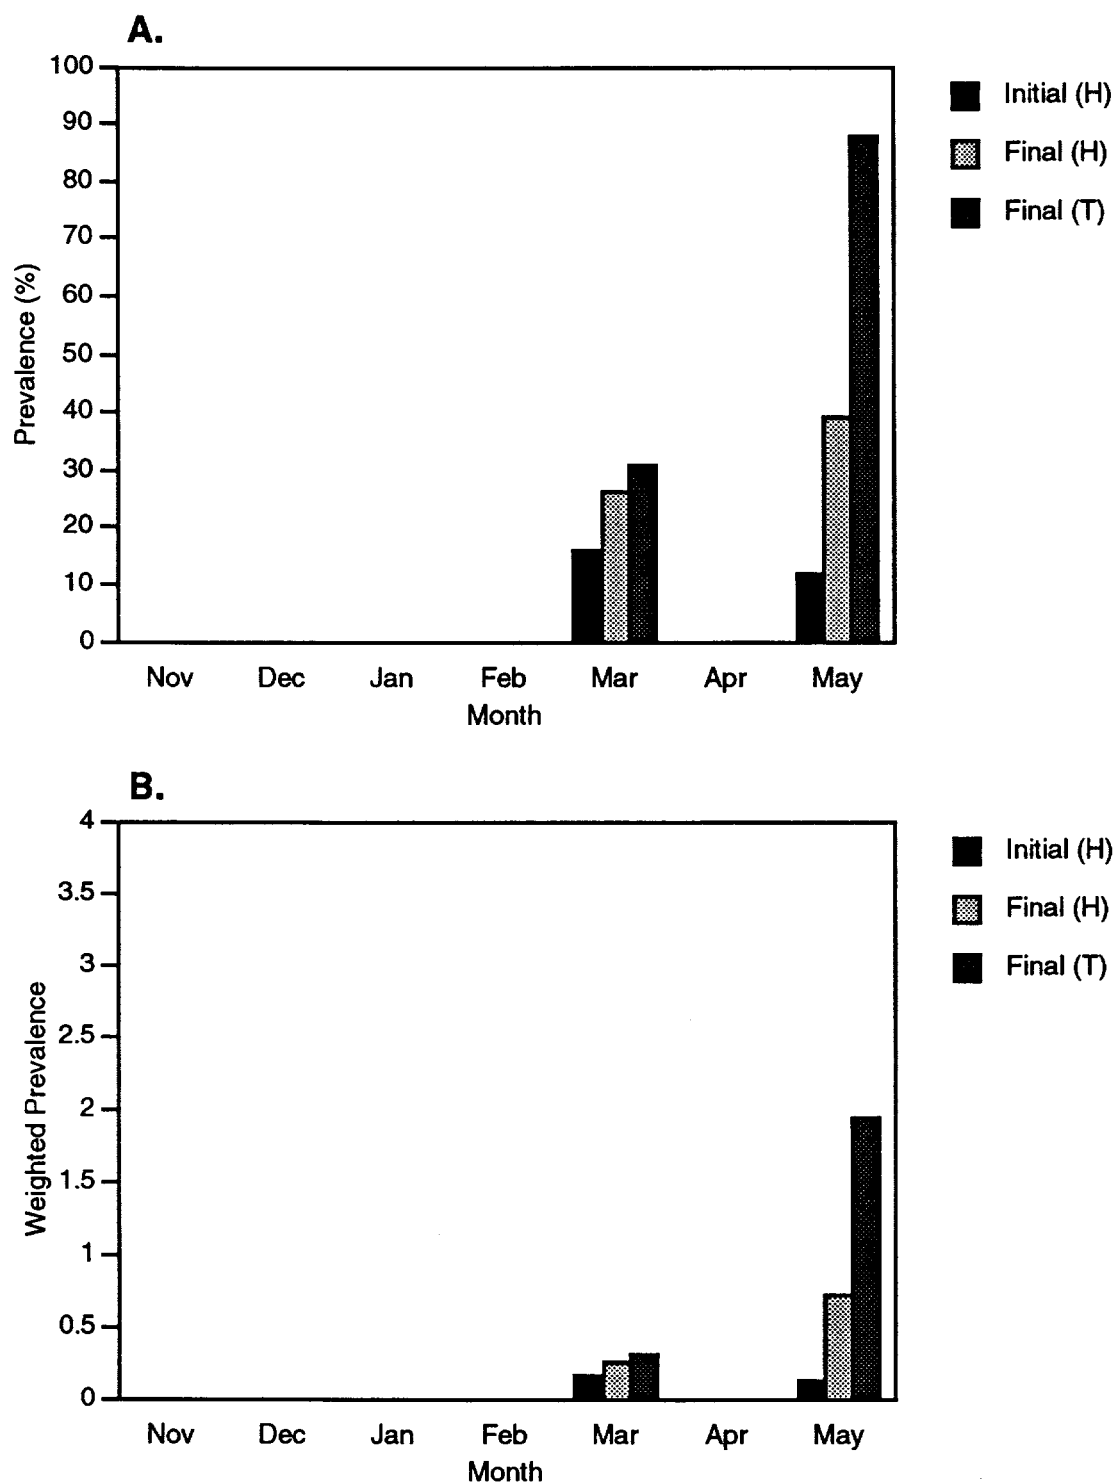 A.
100
90
80
70
60
50
40
30
20
10
0
Prevalence (%)
Nov Dec Jan Feb Mar Apr May
Month
Initial (H)
Final (H)
Final (T)
B.
4
3.5
3
2.5
2
1.5
1
0.5
0
Weighted Prevalence
Nov Dec Jan Feb Mar Apr May
Month
Initial (H)
Final (H)
Final (T)